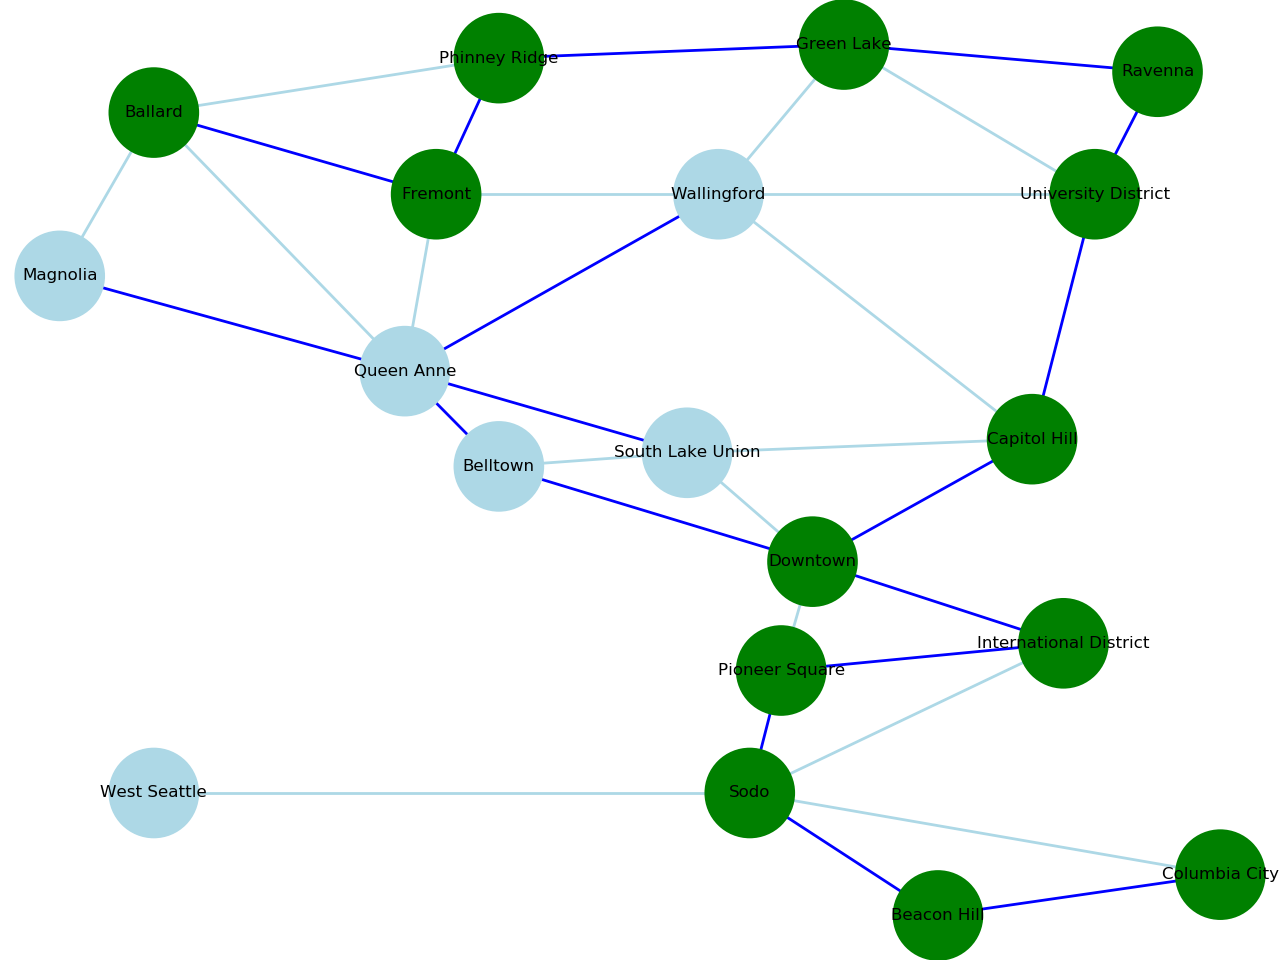 Green Lake
Phinney Ridge
Ravenna
Ballard
Fremont
Wallingford
University District
Magnolia
Queen Anne
Capitol Hill
South Lake Union
Belltown
Downtown
International District
Pioneer Square
West Seattle
Sodo
Columbia City
Beacon Hill